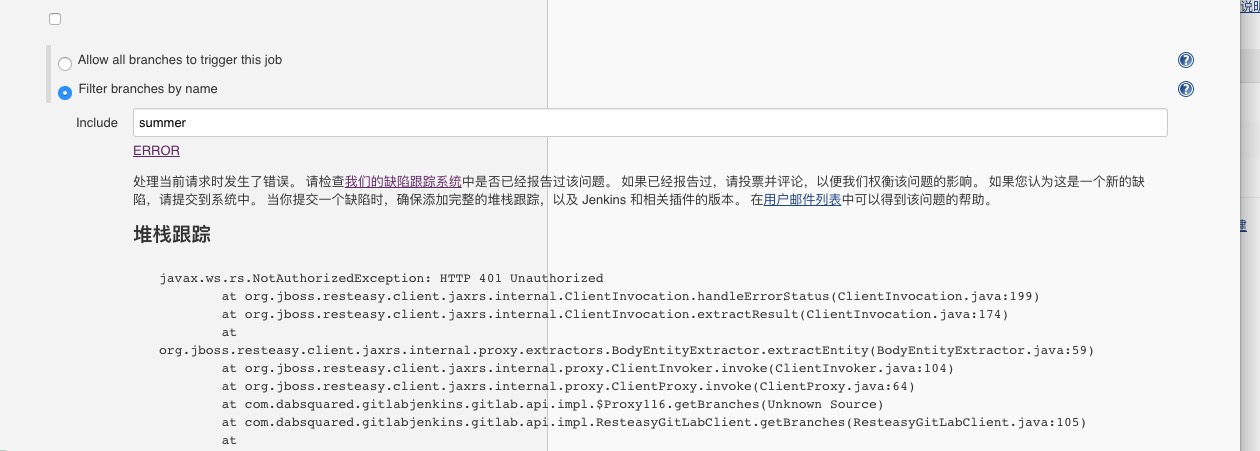 说明
Allow all branches to trigger this job
Filter branches by name
Include summer
ERROR
处理当前请求时发生了错误。 请检查我们的缺陷跟踪系统中是否已经报告过该问题。 如果已经报告过，请投票并评论，以便我们权衡该问题的影响。 如果您认为这是一个新的缺
陷，请提交到系统中。 当你提交一个缺陷时，确保添加完整的堆栈跟踪，以及 Jenkins 和相关插件的版本。 在用户邮件列表中可以得到该问题的帮助。
建
堆栈跟踪
javax.ws.rs.NotAuthorizedException: HTTP 401 Unauthorized
at org.jboss.resteasy.client.jaxrs.internal.ClientInvocation.handleErrorStatus(ClientInvocation.java:199)
at org.jboss.resteasy.client.jaxrs.internal.ClientInvocation.extractResult(ClientInvocation.java:174)
at
org.jboss.resteasy.client.jaxrs.internal.proxy.extractors.BodyEntityExtractor.extractEntity(BodyEntityExtractor.java:59)
at org.jboss.resteasy.client.jaxrs.internal.proxy.ClientInvoker.invoke(ClientInvoker.java:104)
at org.jboss.resteasy.client.jaxrs.internal.proxy.ClientProxy.invoke(ClientProxy.java:64)
at com.dabsquared.gitlabjenkins.gitlab.api.impl.$Proxy116.getBranches(Unknown Source)
at com.dabsquared.gitlabjenkins.gitlab.api.impl.ResteasyGitLabClient.getBranches(ResteasyGitLabClient.java:105)
at